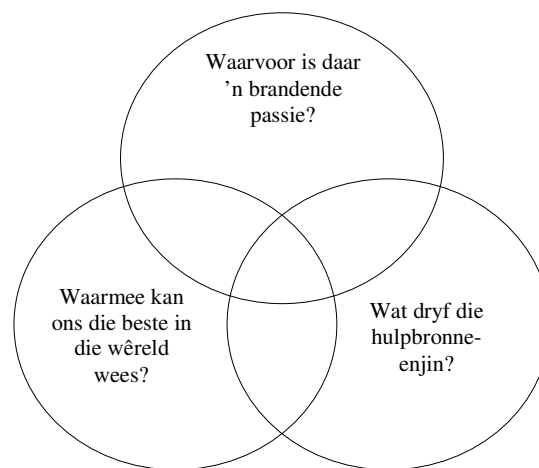 Waarvoor is daar
’n brandende
passie?
Waarmee kan
ons die beste in
die wêreld
wees?
Wat dryf die
hulpbronne-
enjin?